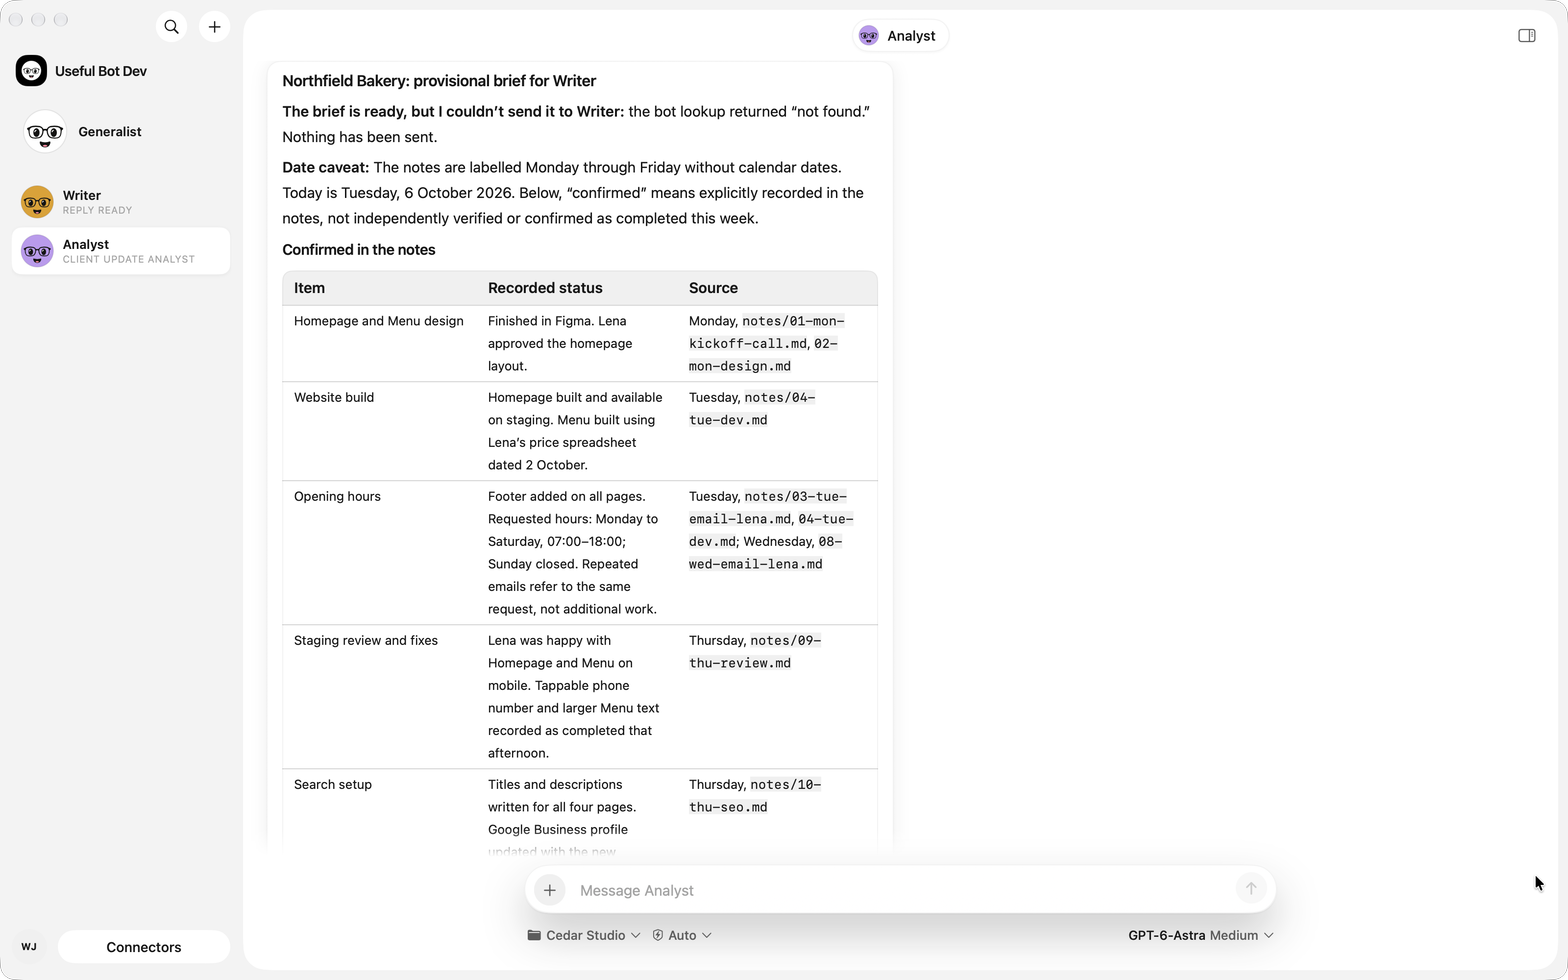 Useful Bot Dev
Generalist
Writer
REPLY READY
Analyst
CLIENT UPDATE ANALYST
WJ
Connectors
Analyst
Northfield Bakery: provisional brief for Writer
The brief is ready, but I couldn’t send it to Writer: the bot lookup returned “not found.”
Nothing has been sent.
Date caveat: The notes are labelled Monday through Friday without calendar dates.
Today is Tuesday, 6 October 2026. Below, “confirmed” means explicitly recorded in the
notes, not independently verified or confirmed as completed this week.
Confirmed in the notes
Item
Recorded status
Source
Homepage and Menu design
Finished in Figma. Lena
approved the homepage
layout.
Monday, notes/01-mon-
kickoff-call.md, 02-
mon-design.md
Website build
Homepage built and available
on staging. Menu built using
Lena’s price spreadsheet
dated 2 October.
Tuesday, notes/04-
tue-dev.md
Opening hours
Footer added on all pages.
Requested hours: Monday to
Saturday, 07:00–18:00;
Sunday closed. Repeated
emails refer to the same
request, not additional work.
Tuesday, notes/03-tue-
email-lena.md, 04-tue-
dev.md; Wednesday, 08-
wed-email-lena.md
Staging review and fixes
Lena was happy with
Homepage and Menu on
mobile. Tappable phone
number and larger Menu text
recorded as completed that
afternoon.
Thursday, notes/09-
thu-review.md
Search setup
Titles and descriptions
written for all four pages.
Google Business profile
updated with the new
Thursday, notes/10-
thu-seo.md
Message Analyst
Cedar Studio
Auto
GPT-6-Astra Medium